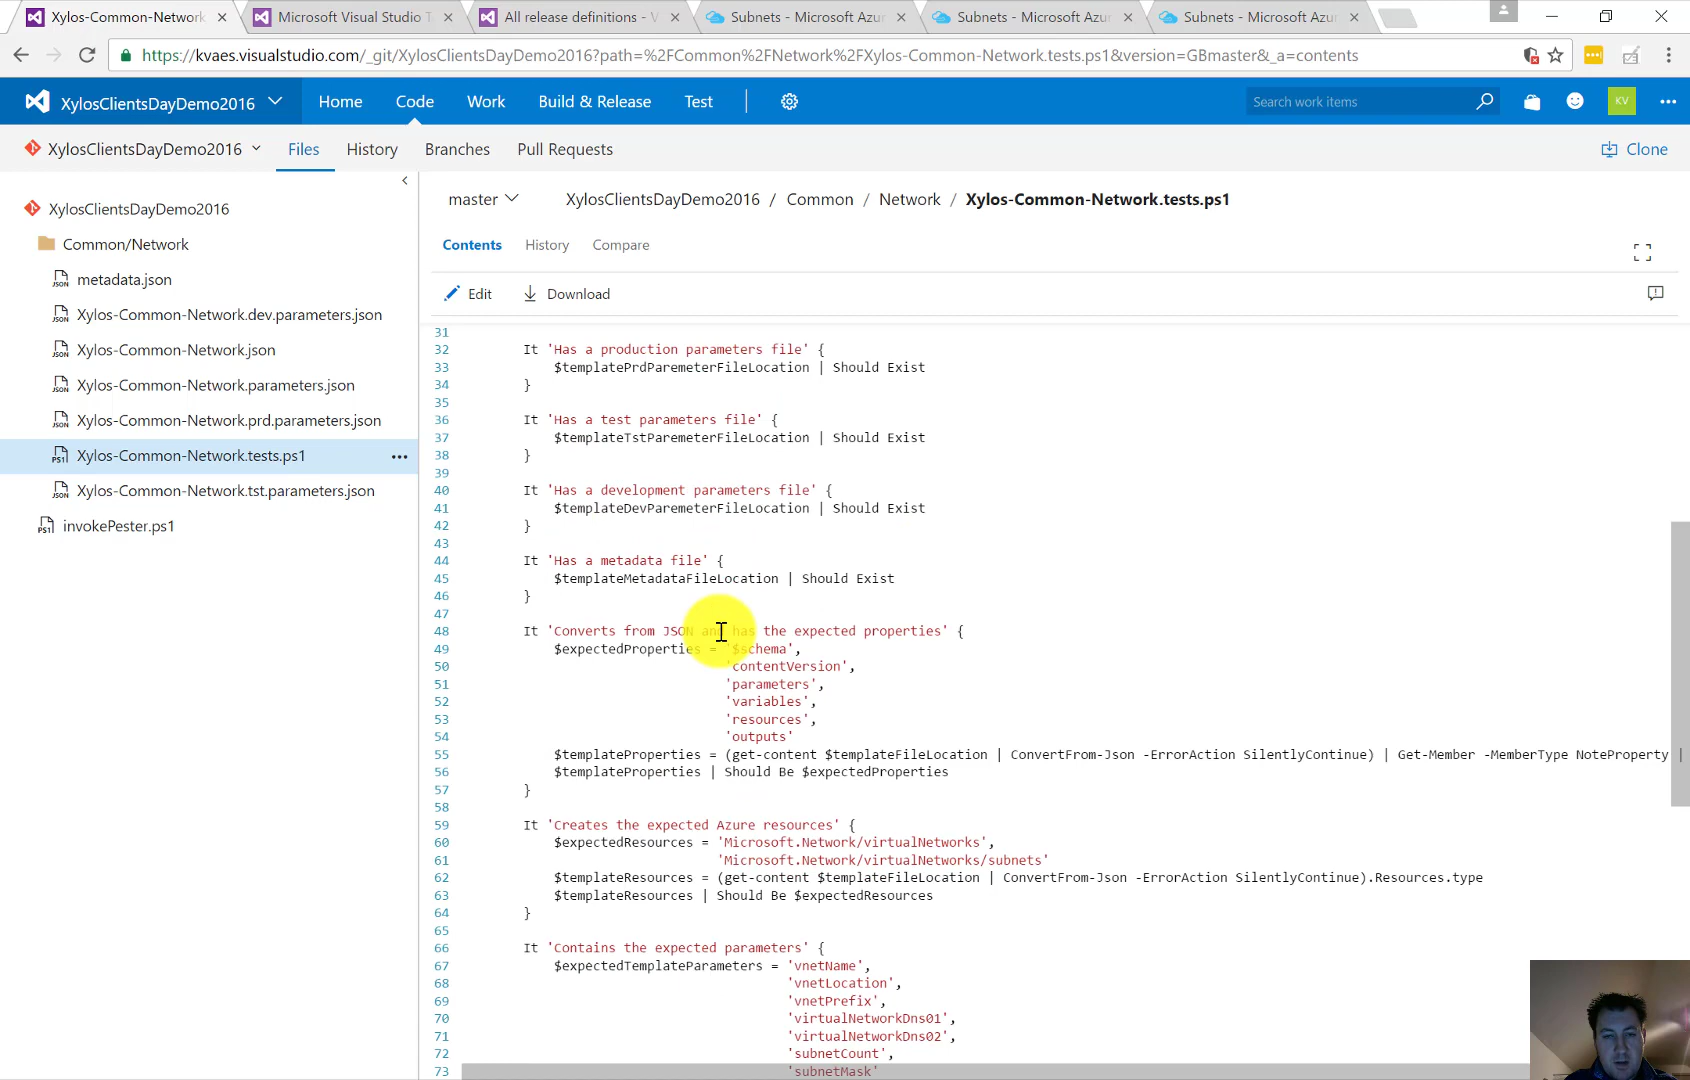 Xylos-Common-Network
Microsoft Visual Studio T
All release definitions - V
Subnets - Microsoft Azur
Subnets - Microsoft Azur
Subnets - Microsoft Azur
https://kvaes.visualstudio.com/_git/XylosClientsDayDemo2016?path=%2FCommon%2FNetwork%2FXylos-Common-Network.tests.ps1&version=GBmaster&_a=contents
XylosClientsDayDemo2016 Home Code Work Build & Release Test Search work items KV
XylosClientsDayDemo2016 Files History Branches Pull Requests Clone
XylosClientsDayDemo2016
Common/Network
metadata.json
Xylos-Common-Network.dev.parameters.json
Xylos-Common-Network.json
Xylos-Common-Network.parameters.json
Xylos-Common-Network.prd.parameters.json
Xylos-Common-Network.tests.ps1
Xylos-Common-Network.tst.parameters.json
invokePester.ps1
master XylosClientsDayDemo2016 / Common / Network / Xylos-Common-Network.tests.ps1
Contents History Compare
Edit Download
31
32 It 'Has a production parameters file' {
33 $templatePrdParemeterFileLocation | Should Exist
34 }
35
36 It 'Has a test parameters file' {
37 $templateTstParemeterFileLocation | Should Exist
38 }
39
40 It 'Has a development parameters file' {
41 $templateDevParemeterFileLocation | Should Exist
42 }
43
44 It 'Has a metadata file' {
45 $templateMetadataFileLocation | Should Exist
46 }
47
48 It 'Converts from JSON and has the expected properties' {
49 $expectedProperties = '$schema',
50 'contentVersion',
51 'parameters',
52 'variables',
53 'resources',
54 'outputs'
55 $templateProperties = (get-content $templateFileLocation | ConvertFrom-Json -ErrorAction SilentlyContinue) | Get-Member -MemberType NoteProperty |
56 $templateProperties | Should Be $expectedProperties
57 }
58
59 It 'Creates the expected Azure resources' {
60 $expectedResources = 'Microsoft.Network/virtualNetworks',
61 'Microsoft.Network/virtualNetworks/subnets'
62 $templateResources = (get-content $templateFileLocation | ConvertFrom-Json -ErrorAction SilentlyContinue).Resources.type
63 $templateResources | Should Be $expectedResources
64 }
65
66 It 'Contains the expected parameters' {
67 $expectedTemplateParameters = 'vnetName',
68 'vnetLocation',
69 'vnetPrefix',
70 'virtualNetworkDns01',
71 'virtualNetworkDns02',
72 'subnetCount',
73 'subnetMask'